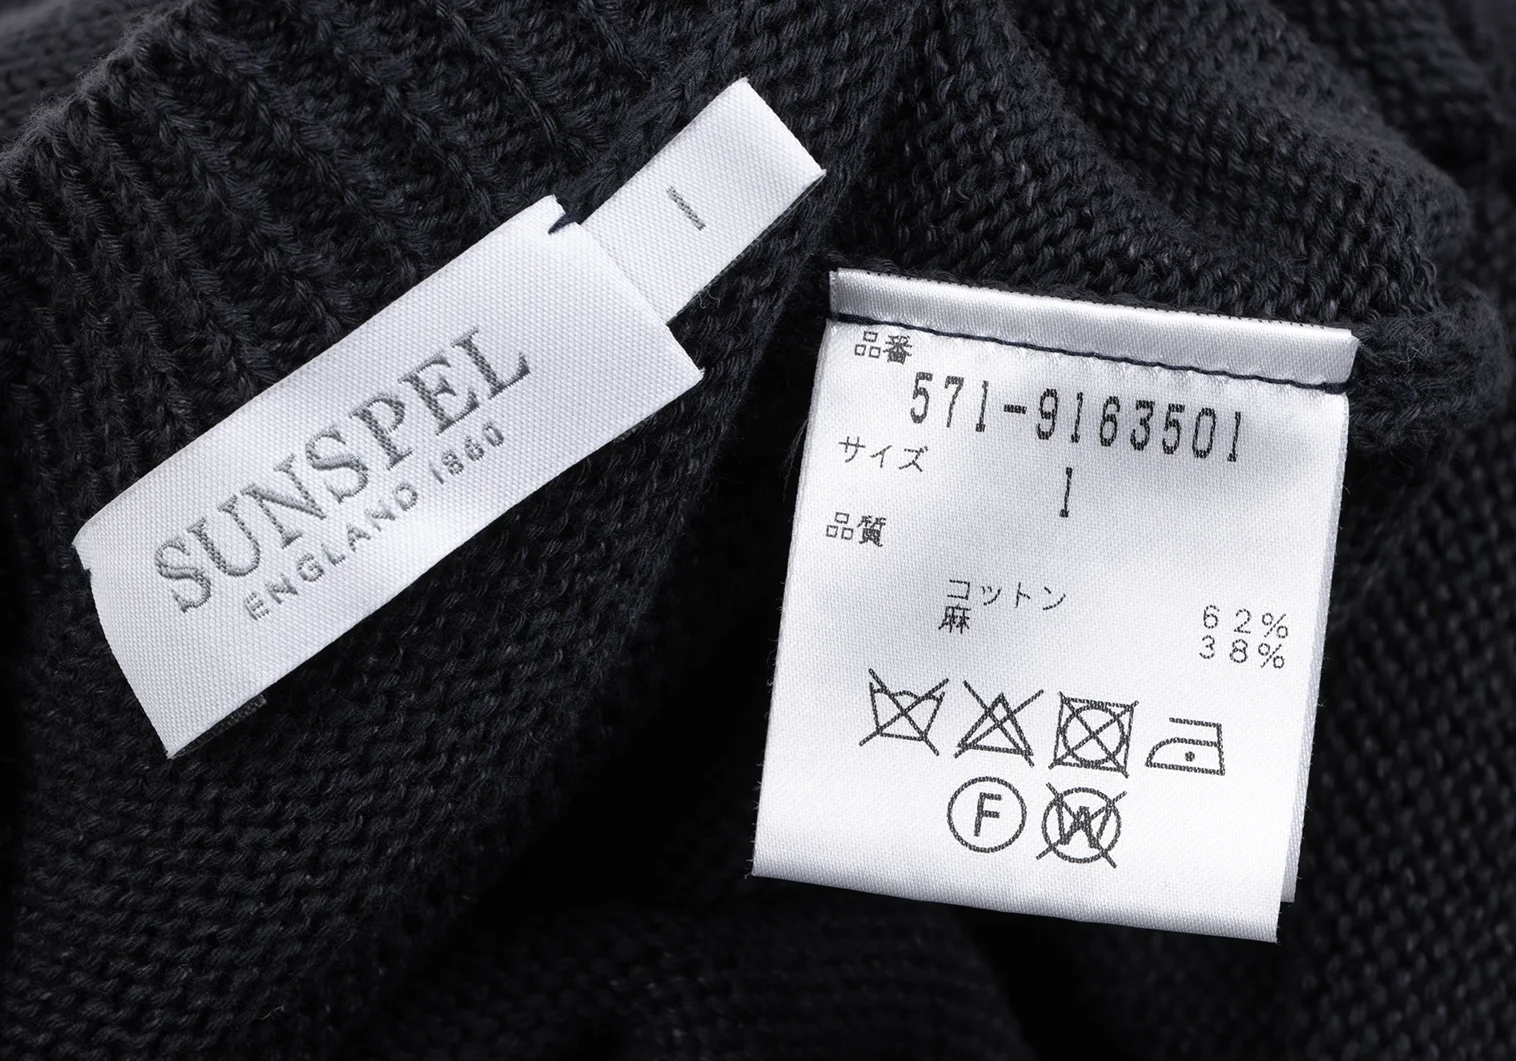 SUNSPEL
ENGLAND 1860
1
品番
571-9163501
サイズ
1
品質
コットン 62%
麻 38%
F
W